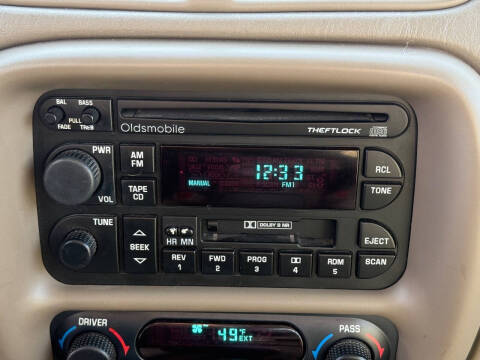 BAL BASS
FADE PULL TREB
Oldsmobile
THEFTLOCK
PWR
VOL
AM
FM
TAPE
CD
12:33
MANUAL FM1
RCL
TONE
TUNE
SEEK
HR MN
DOLBY B NR
EJECT
REV FWD PROG RDM SCAN
1 2 3 4 5
DRIVER
49°F
EXT
PASS